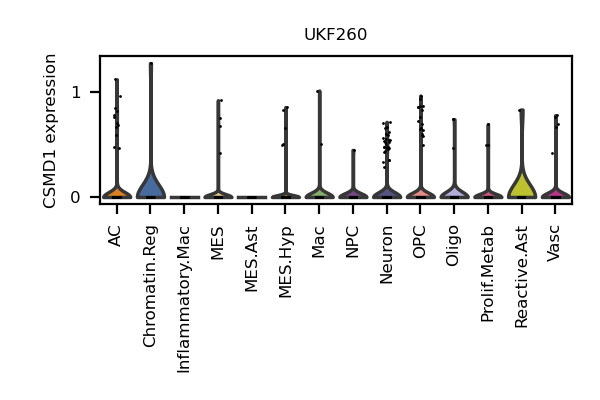 UKF260
CSMD1 expression
1
0
AC
Chromatin.Reg
Inflammatory.Mac
MES
MES.Ast
MES.Hyp
Mac
NPC
Neuron
OPC
Oligo
Prolif.Metab
Reactive.Ast
Vasc